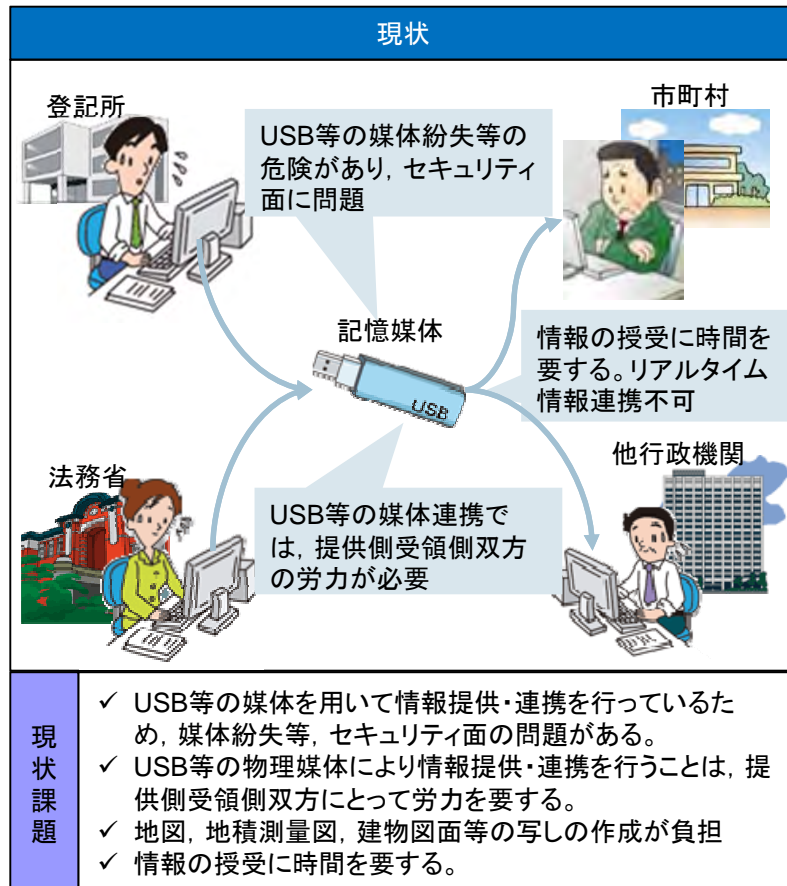 現状
登記所
市町村
USB等の媒体紛失等の
危険があり，セキュリティ
面に問題
記憶媒体
USB
情報の授受に時間を
要する。リアルタイム
情報連携不可
法務省
他行政機関
USB等の媒体連携で
は，提供側受領側双方
の労力が必要
現状課題
✓ USB等の媒体を用いて情報提供・連携を行っているた
め，媒体紛失等，セキュリティ面の問題がある。
✓ USB等の物理媒体により情報提供・連携を行うことは，提
供側受領側双方にとって労力を要する。
✓ 地図，地積測量図，建物図面等の写しの作成が負担
✓ 情報の授受に時間を要する。